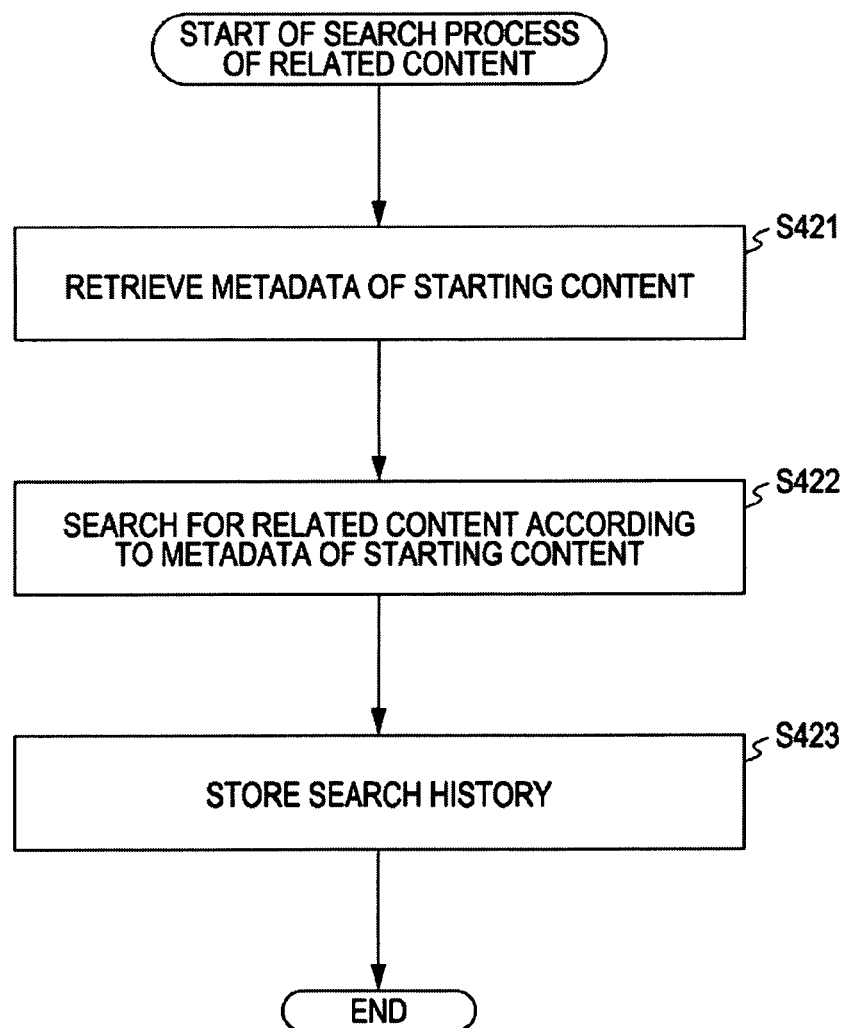 START OF SEARCH PROCESS
OF RELATED CONTENT
S421
RETRIEVE METADATA OF STARTING CONTENT
S422
SEARCH FOR RELATED CONTENT ACCORDING
TO METADATA OF STARTING CONTENT
S423
STORE SEARCH HISTORY
END